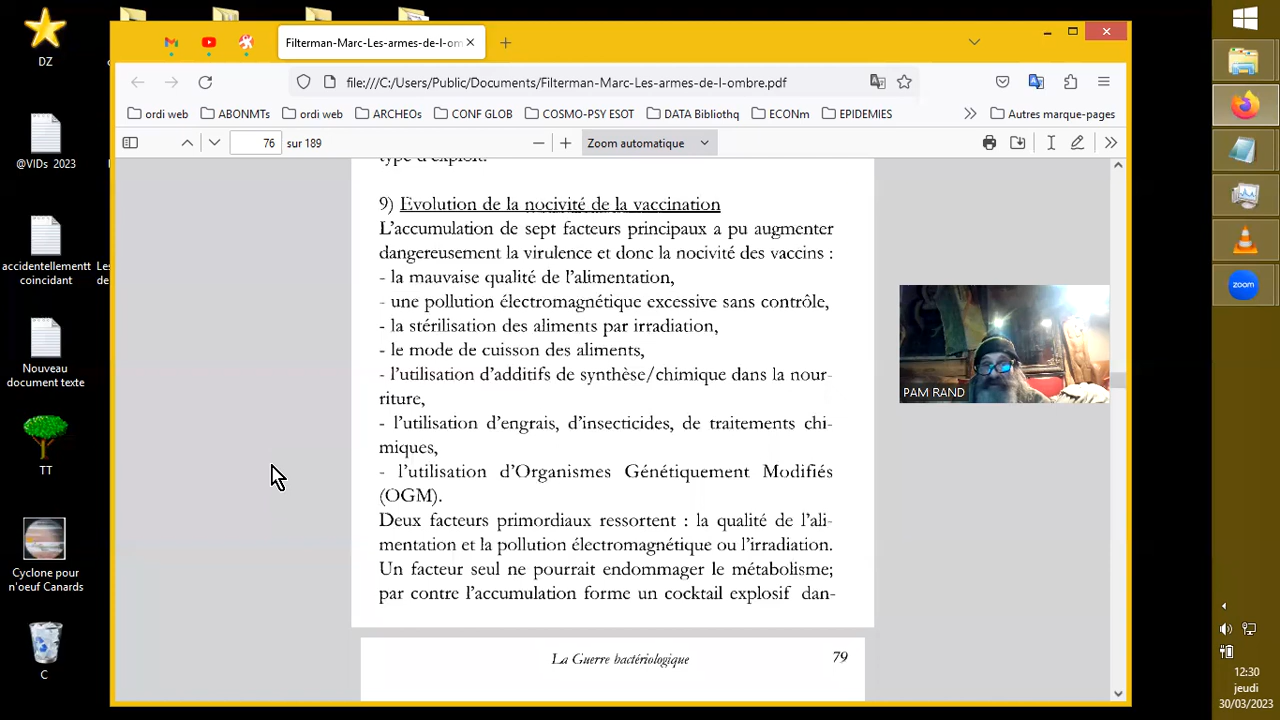 DZ
@VIDs 2023
accidentellementt
coincidant
Nouveau
document texte
TT
Cyclone pour
n'oeuf Canards
C
Filterman-Marc-Les-armes-de-l-om
file:///C:/Users/Public/Documents/Filterman-Marc-Les-armes-de-l-ombre.pdf
ordi web
ABONMTs
ordi web
ARCHEOs
CONF GLOB
COSMO-PSY ESOT
DATA Bibliothq
ECONm
EPIDEMIES
Autres marque-pages
76 sur 189
Zoom automatique
type d'exploit.
9) Evolution de la nocivité de la vaccination
L'accumulation de sept facteurs principaux a pu augmenter
dangereusement la virulence et donc la nocivité des vaccins :
- la mauvaise qualité de l'alimentation,
- une pollution électromagnétique excessive sans contrôle,
- la stérilisation des aliments par irradiation,
- le mode de cuisson des aliments,
- l'utilisation d'additifs de synthèse/chimique dans la nour-
riture,
- l'utilisation d'engrais, d'insecticides, de traitements chi-
miques,
- l'utilisation d'Organismes Génétiquement Modifiés
(OGM).
Deux facteurs primordiaux ressortent : la qualité de l'ali-
mentation et la pollution électromagnétique ou l'irradiation.
Un facteur seul ne pourrait endommager le métabolisme;
par contre l'accumulation forme un cocktail explosif dan-
La Guerre bactériologique 79
PAM RAND
zoom
12:30
jeudi
30/03/2023